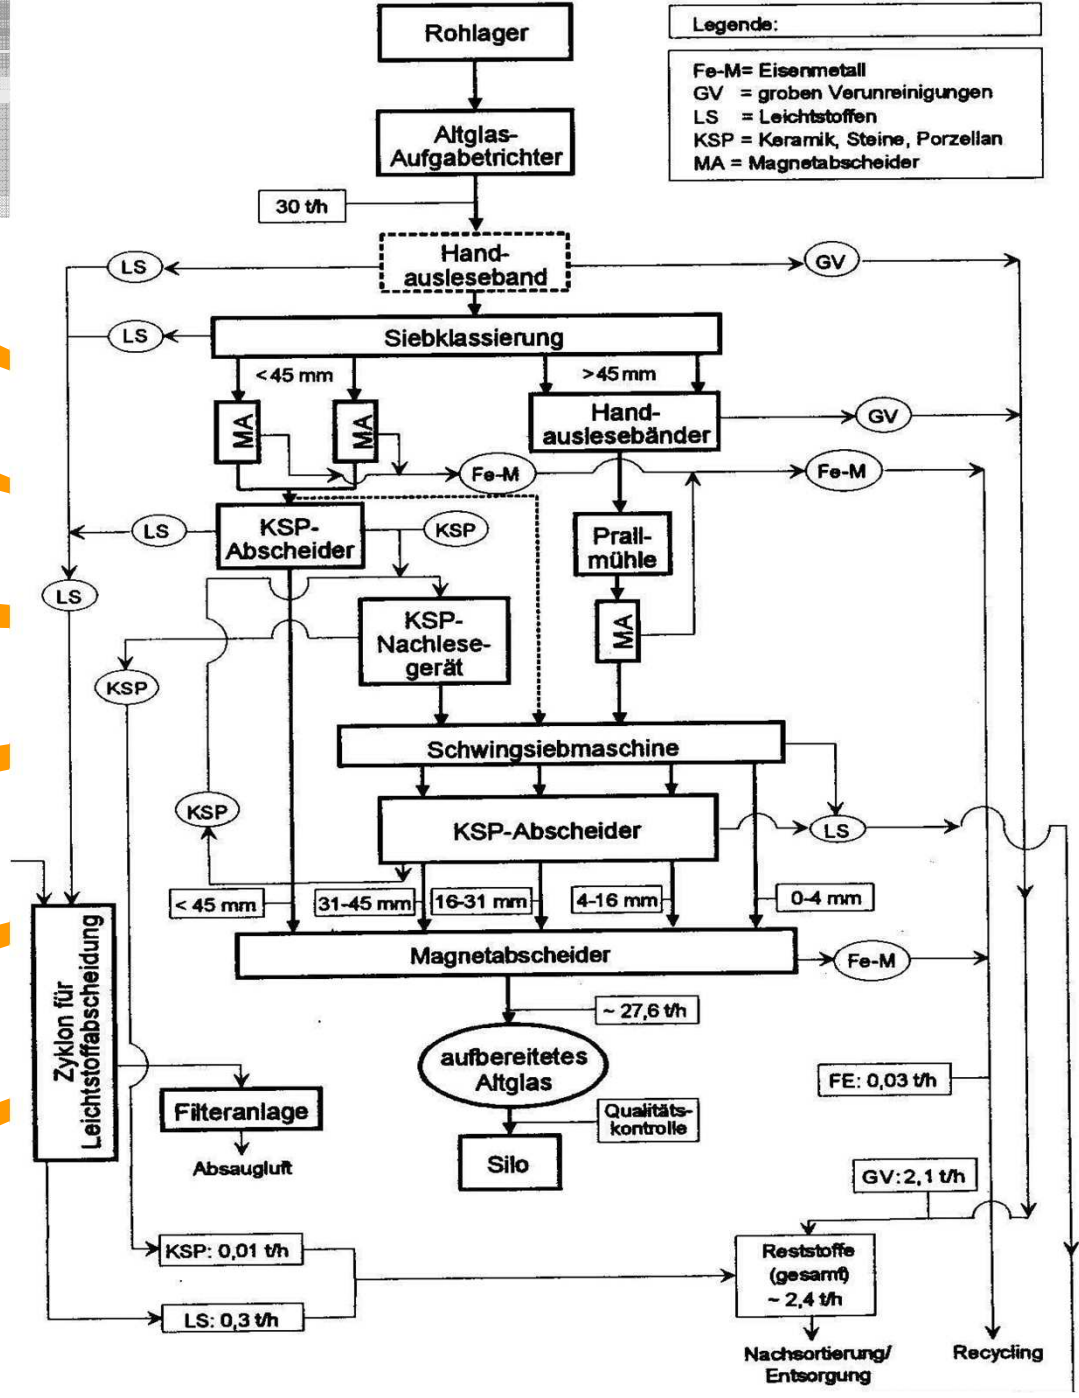 Rohlager
Legende:
Fe-M= Eisenmetall
GV = groben Verunreinigungen
LS = Leichtstoffen
KSP = Keramik, Steine, Porzellan
MA = Magnetabscheider
Altglas-
Aufgabetrichter
30 t/h
Hand-
ausleseband
LS
GV
Siebklassierung
LS
<45 mm
>45 mm
MA
MA
Hand-
auslesebänder
GV
Fe-M
Fe-M
KSP-
Abscheider
LS
KSP
Prall-
mühle
LS
KSP-
Nachlese-
gerät
MA
KSP
Schwingsiebmaschine
KSP
KSP-Abscheider
LS
< 45 mm
31-45 mm
16-31 mm
4-16 mm
0-4 mm
Magnetabscheider
Fe-M
Zyklon für
Leichtstoffabscheidung
~ 27,6 t/h
aufbereitetes
Altglas
FE: 0,03 t/h
Filteranlage
Qualitäts-
kontrolle
Absaugluft
Silo
GV: 2,1 t/h
KSP: 0,01 t/h
Reststoffe
(gesamt)
~ 2,4 t/h
LS: 0,3 t/h
Nachsortierung/
Entsorgung
Recycling